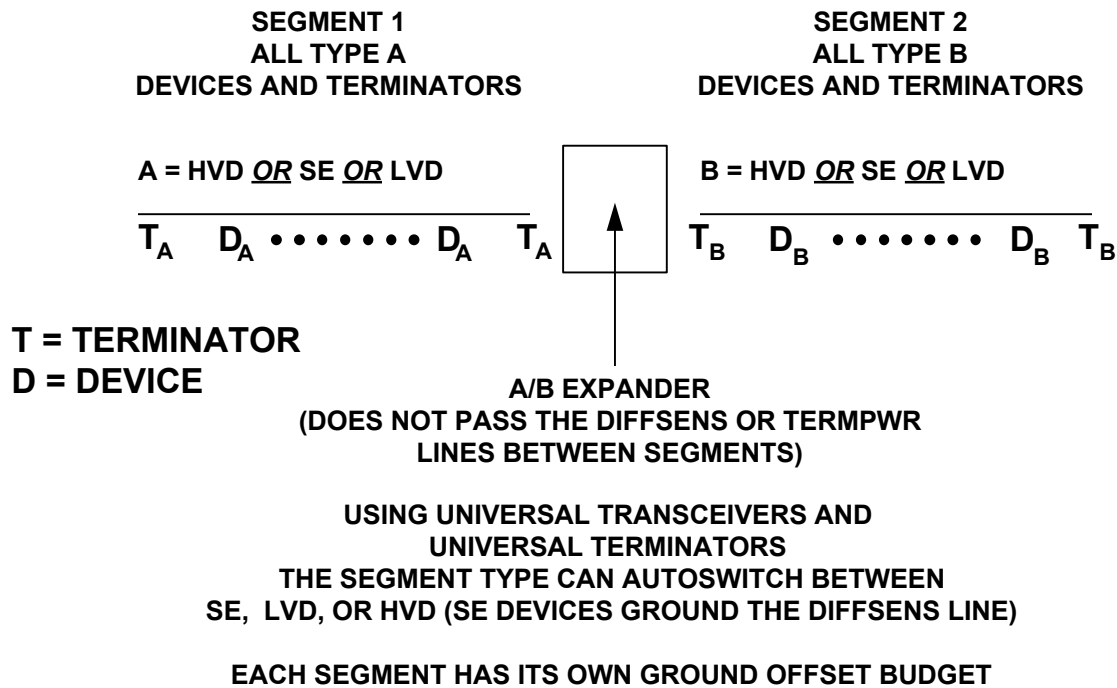 SEGMENT 1
ALL TYPE A
DEVICES AND TERMINATORS
SEGMENT 2
ALL TYPE B
DEVICES AND TERMINATORS
A = HVD OR SE OR LVD
B = HVD OR SE OR LVD
TA DA ••••••• DA TA
TB DB ••••••• DB TB
T = TERMINATOR
D = DEVICE
A/B EXPANDER
(DOES NOT PASS THE DIFFSENS OR TERMPWR
LINES BETWEEN SEGMENTS)
USING UNIVERSAL TRANSCEIVERS AND
UNIVERSAL TERMINATORS
THE SEGMENT TYPE CAN AUTOSWITCH BETWEEN
SE, LVD, OR HVD (SE DEVICES GROUND THE DIFFSENS LINE)
EACH SEGMENT HAS ITS OWN GROUND OFFSET BUDGET